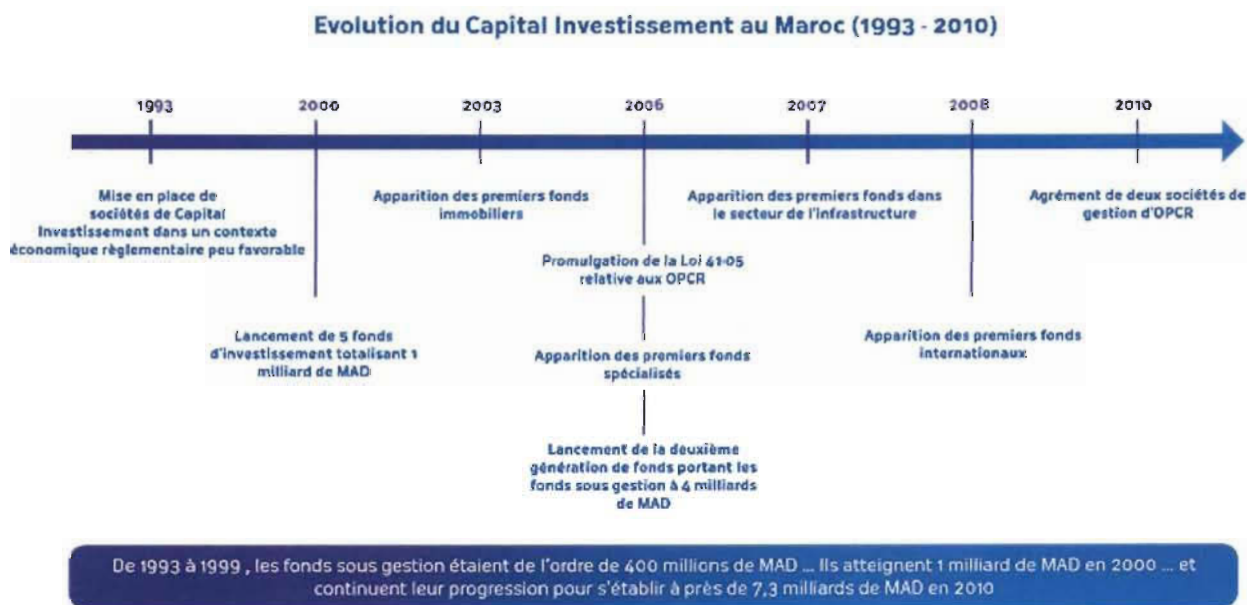 Evolution du Capital Investissement au Maroc (1993 - 2010)
1993
2000
2003
2006
2007
2008
2010
Mise en place de
sociétés de Capital
Investissement dans un contexte
économique règlementaire peu favorable
Lancement de 5 fonds
d'investissement totalisant 1
milliard de MAD
Apparition des premiers fonds
immobiliers
Promulgation de la Loi 41-05
relative aux OPCR
Apparition des premiers fonds
spécialisés
Lancement de la deuxième
génération de fonds portant les
fonds sous gestion à 4 milliards
de MAD
Apparition des premiers fonds dans
le secteur de l'infrastructure
Apparition des premiers fonds
internationaux
Agrément de deux sociétés de
gestion d'OPCR
De 1993 à 1999 , les fonds sous gestion étaient de l'ordre de 400 millions de MAD ... Ils atteignent 1 milliard de MAD en 2000 ... et
continuent leur progression pour s'établir à près de 7,3 milliards de MAD en 2010